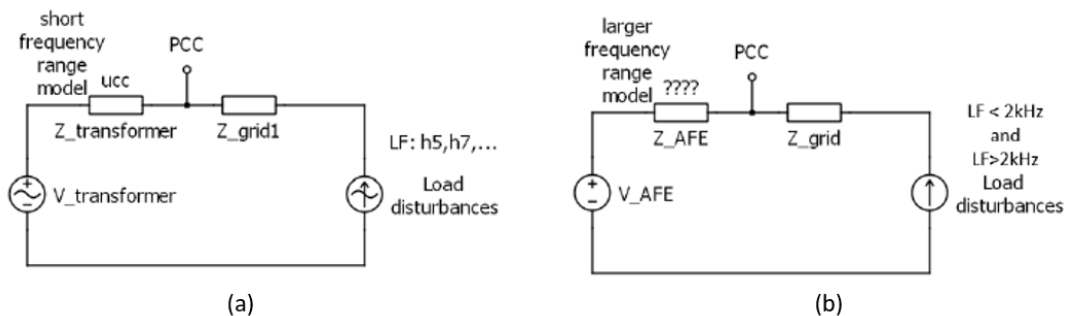 short
frequency
range
model
ucc
PCC
Z_transformer
Z_grid1
V_transformer
LF: h5,h7,...
Load
disturbances
(a)
larger
frequency
range
model
????
PCC
Z_AFE
Z_grid
V_AFE
LF < 2kHz
and
LF>2kHz
Load
disturbances
(b)